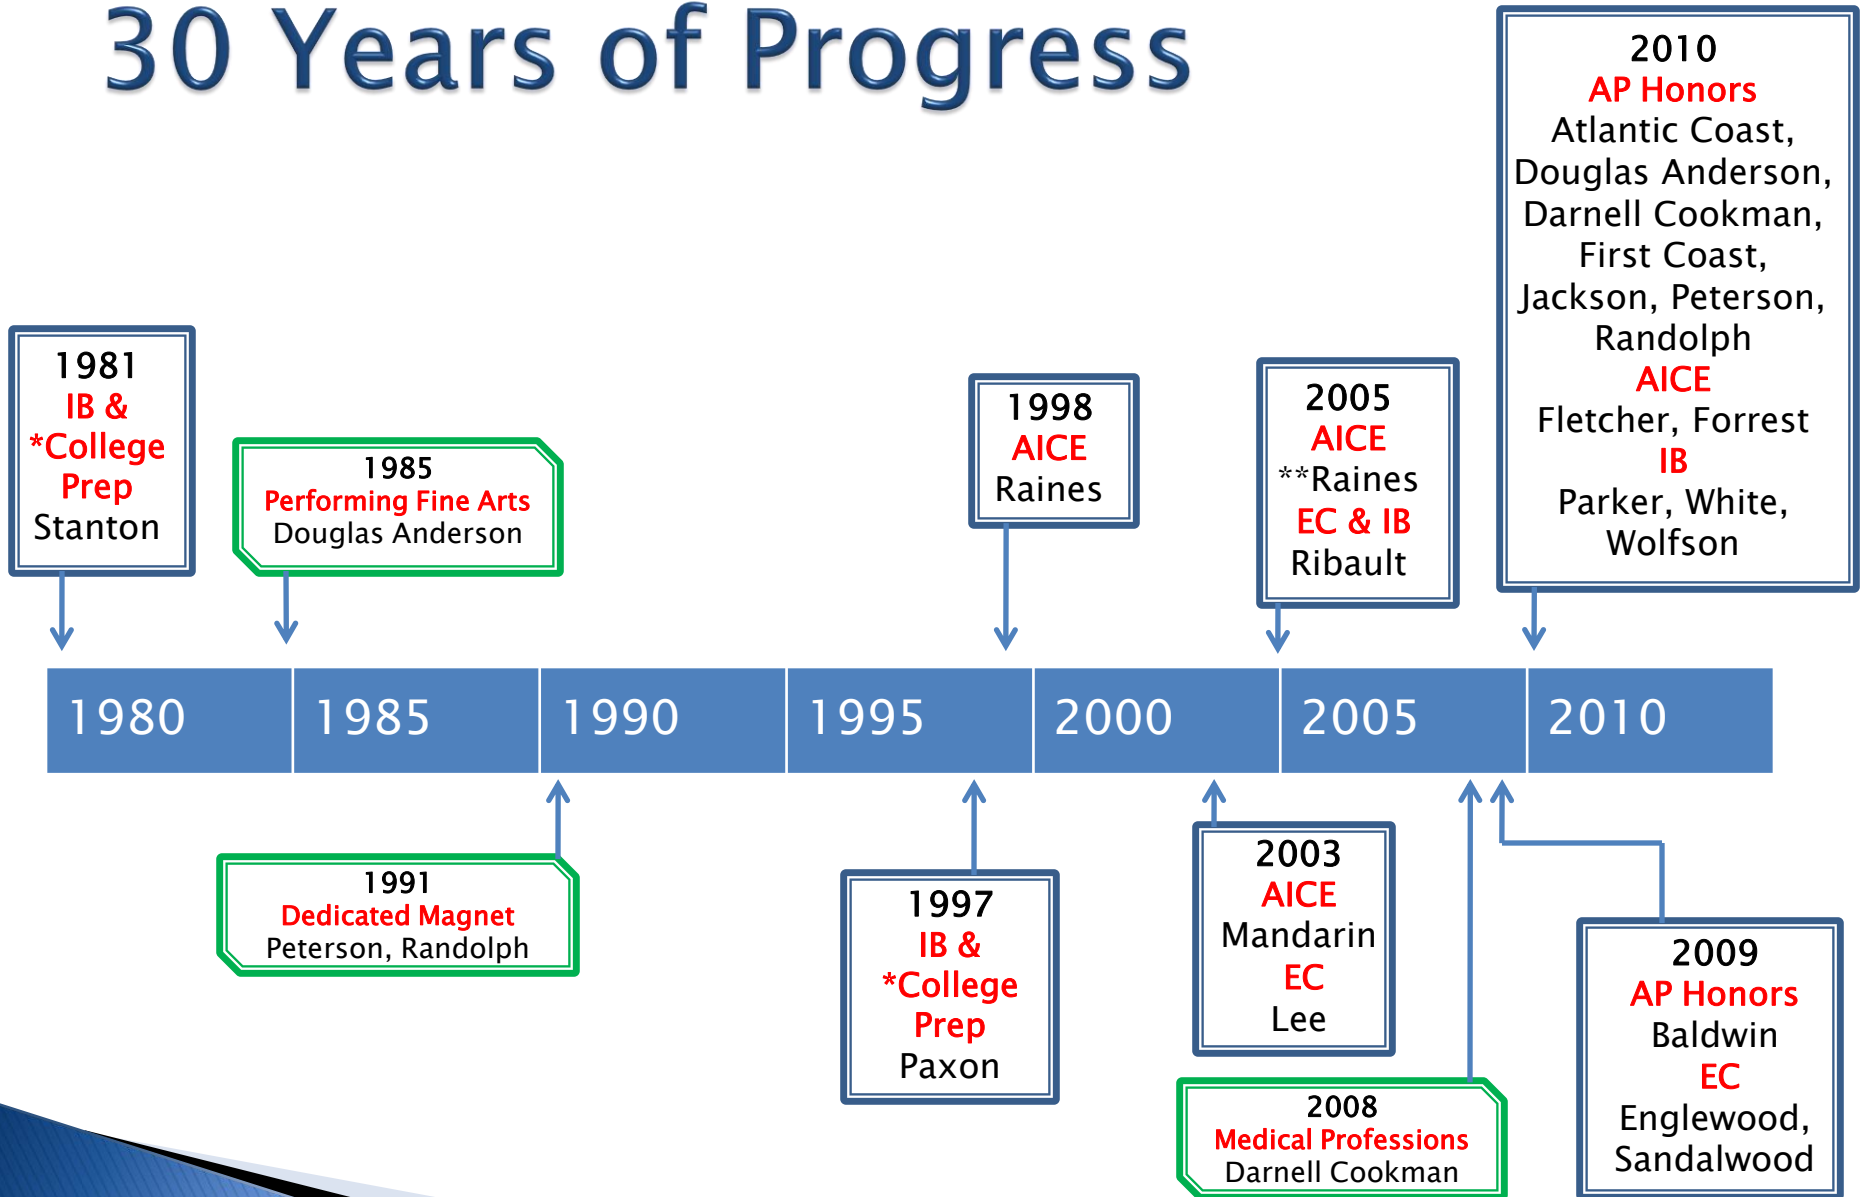 30 Years of Progress
2010
AP Honors
Atlantic Coast,
Douglas Anderson,
Darnell Cookman,
First Coast,
Jackson, Peterson,
Randolph
AICE
Fletcher, Forrest
IB
Parker, White,
Wolfson
1981
IB &
*College
Prep
Stanton
1985
Performing Fine Arts
Douglas Anderson
1998
AICE
Raines
2005
AICE
**Raines
EC & IB
Ribault
1980
1985
1990
1995
2000
2005
2010
1991
Dedicated Magnet
Peterson, Randolph
1997
IB &
*College
Prep
Paxon
2003
AICE
Mandarin
EC
Lee
2008
Medical Professions
Darnell Cookman
2009
AP Honors
Baldwin
EC
Englewood,
Sandalwood